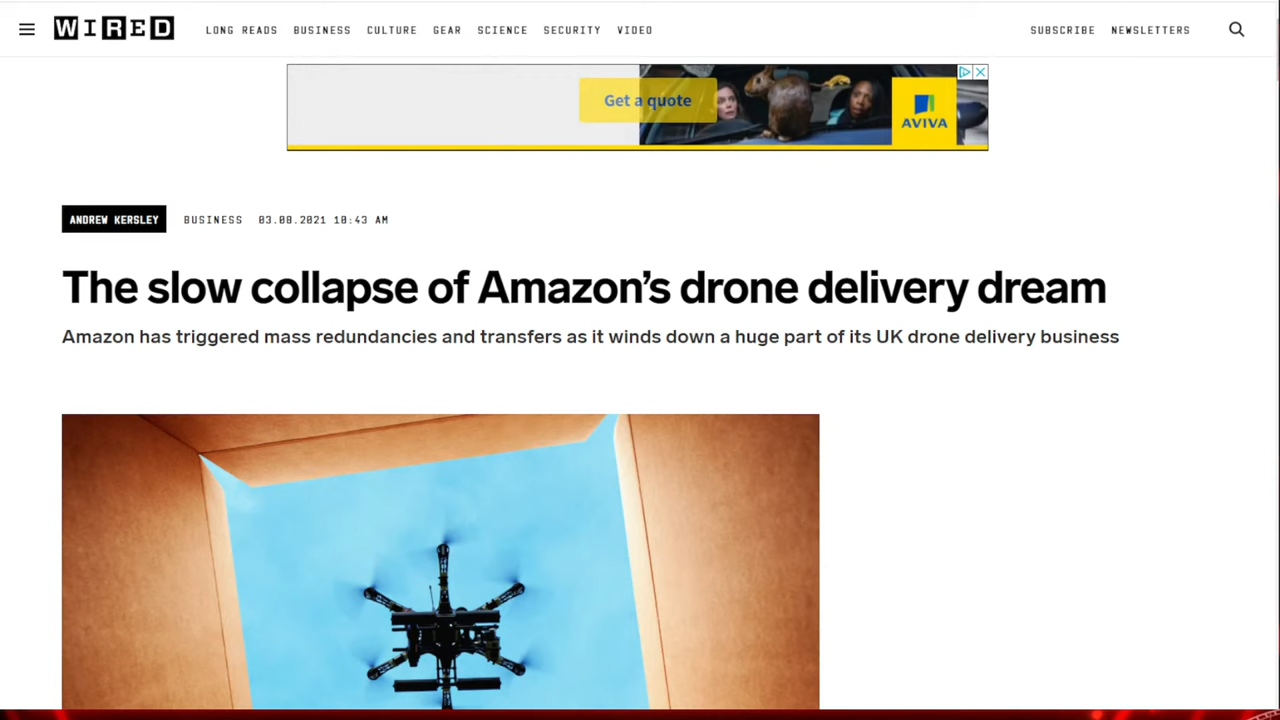 WIRED
LONG READS BUSINESS CULTURE GEAR SCIENCE SECURITY VIDEO
SUBSCRIBE NEWSLETTERS
Get a quote
AVIVA
ANDREW KERSLEY BUSINESS 03.08.2021 10:43 AM
The slow collapse of Amazon's drone delivery dream
Amazon has triggered mass redundancies and transfers as it winds down a huge part of its UK drone delivery business